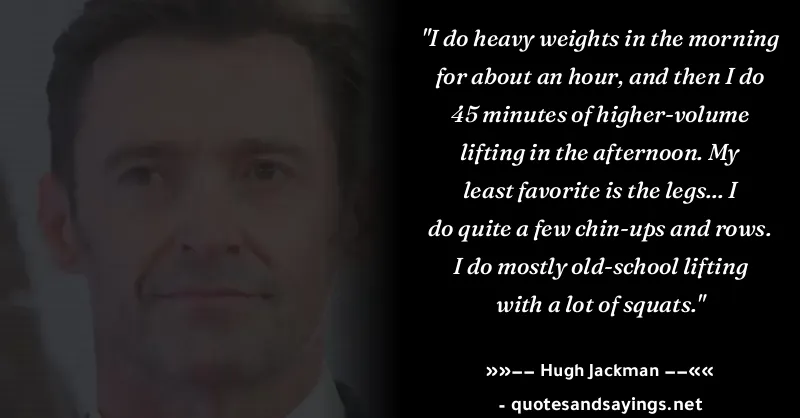 "I do heavy weights in the morning
for about an hour, and then I do
45 minutes of higher-volume
lifting in the afternoon. My
least favorite is the legs... I
do quite a few chin-ups and rows.
I do mostly old-school lifting
with a lot of squats."
»»-- Hugh Jackman --««
- quotesandsayings.net